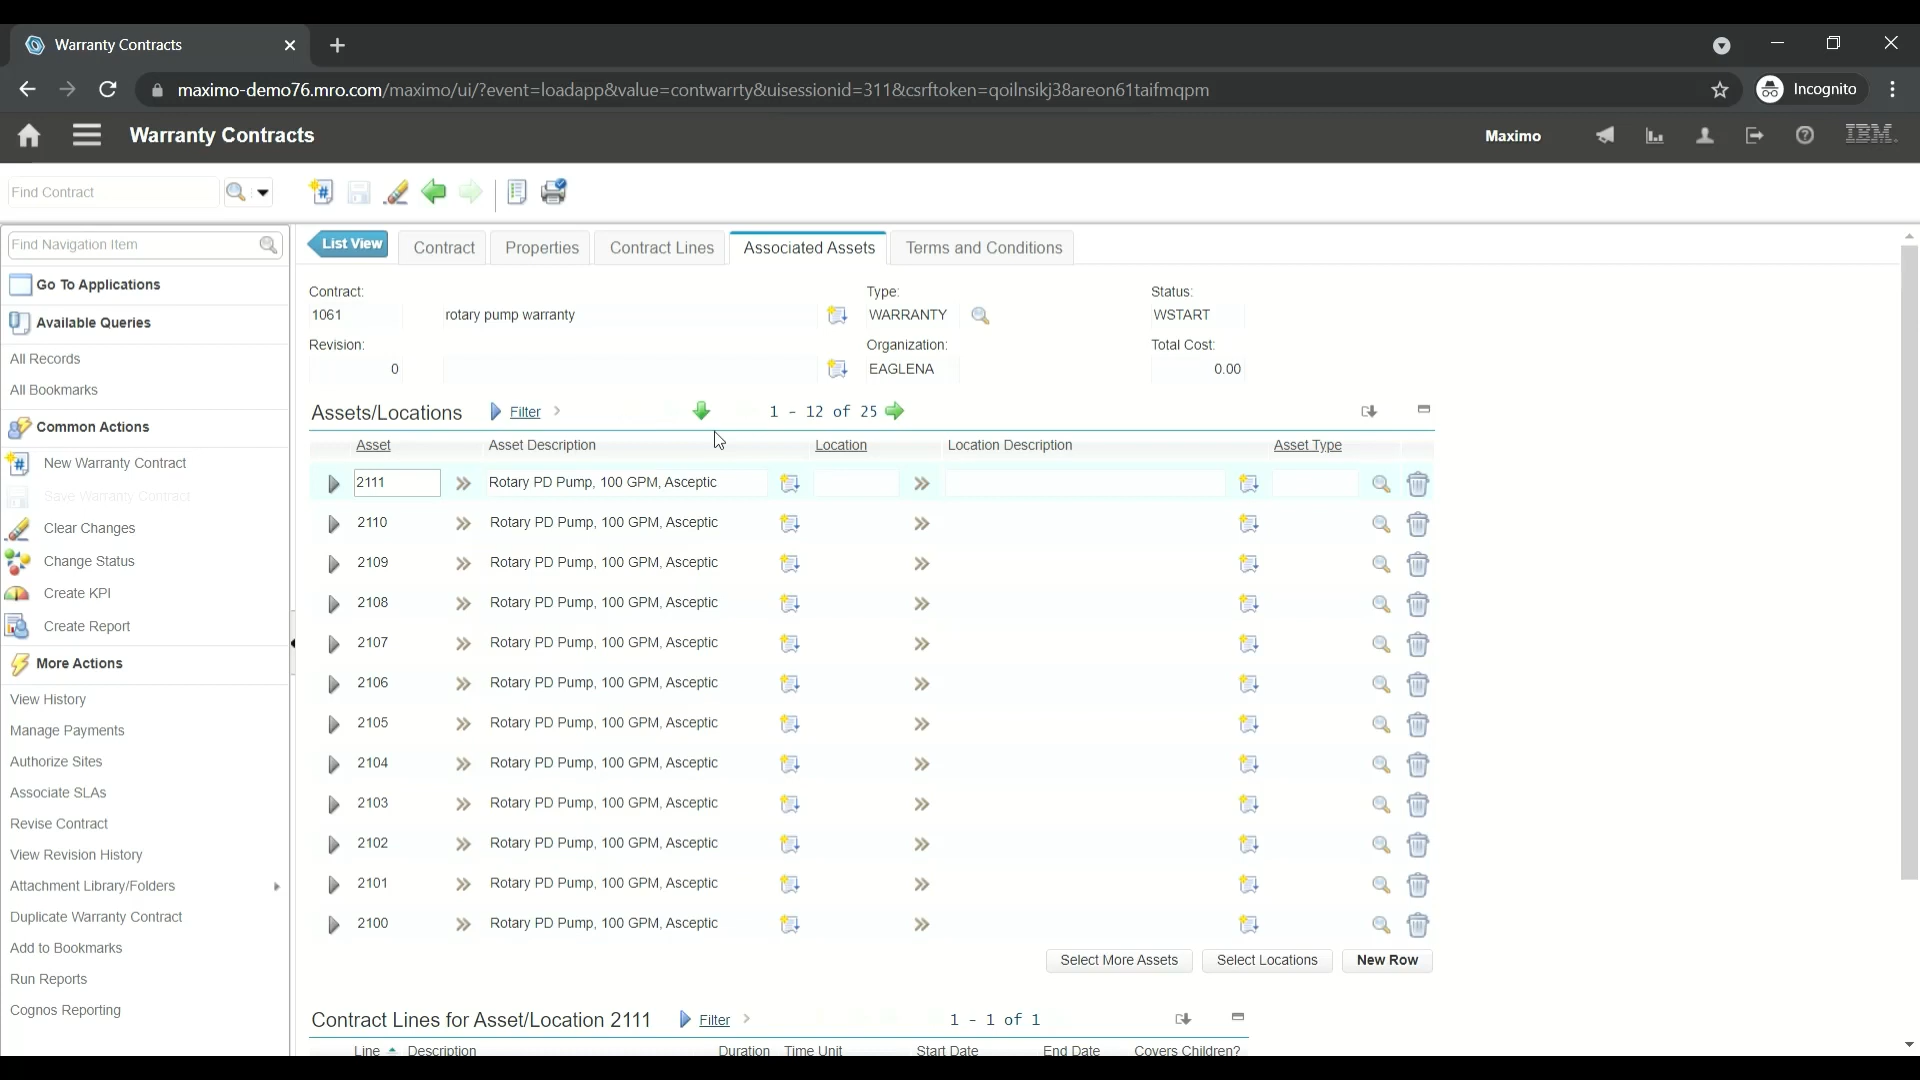 Warranty Contracts
maximo-demo76.mro.com/maximo/ui/?event=loadapp&value=contwarrty&uisessionid=311&csrftoken=qoilnsikj38areon61taifmqpm
Incognito
Warranty Contracts
Maximo
IBM.
Find Contract
Find Navigation Item
Go To Applications
Available Queries
All Records
All Bookmarks
Common Actions
New Warranty Contract
Save Warranty Contract
Clear Changes
Change Status
Create KPI
Create Report
More Actions
View History
Manage Payments
Authorize Sites
Associate SLAs
Revise Contract
View Revision History
Attachment Library/Folders
Duplicate Warranty Contract
Add to Bookmarks
Run Reports
Cognos Reporting
List View Contract Properties Contract Lines Associated Assets Terms and Conditions
Contract: Type: Status:
1061 rotary pump warranty WARRANTY WSTART
Revision: Organization: Total Cost:
0 EAGLENA 0.00
Assets/Locations Filter 1 - 12 of 25
Asset Asset Description Location Location Description Asset Type
2111 Rotary PD Pump, 100 GPM, Asceptic
2110 Rotary PD Pump, 100 GPM, Asceptic
2109 Rotary PD Pump, 100 GPM, Asceptic
2108 Rotary PD Pump, 100 GPM, Asceptic
2107 Rotary PD Pump, 100 GPM, Asceptic
2106 Rotary PD Pump, 100 GPM, Asceptic
2105 Rotary PD Pump, 100 GPM, Asceptic
2104 Rotary PD Pump, 100 GPM, Asceptic
2103 Rotary PD Pump, 100 GPM, Asceptic
2102 Rotary PD Pump, 100 GPM, Asceptic
2101 Rotary PD Pump, 100 GPM, Asceptic
2100 Rotary PD Pump, 100 GPM, Asceptic
Select More Assets Select Locations New Row
Contract Lines for Asset/Location 2111 Filter 1 - 1 of 1
Line Description Duration Time Unit Start Date End Date Covers Children?